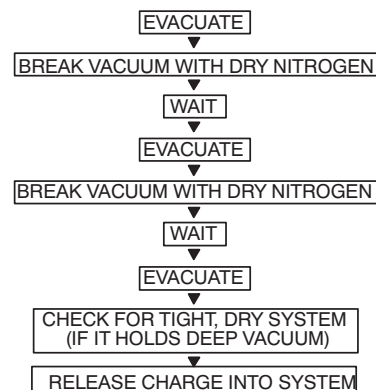 EVACUATE
BREAK VACUUM WITH DRY NITROGEN
WAIT
EVACUATE
BREAK VACUUM WITH DRY NITROGEN
WAIT
EVACUATE
CHECK FOR TIGHT, DRY SYSTEM
(IF IT HOLDS DEEP VACUUM)
RELEASE CHARGE INTO SYSTEM